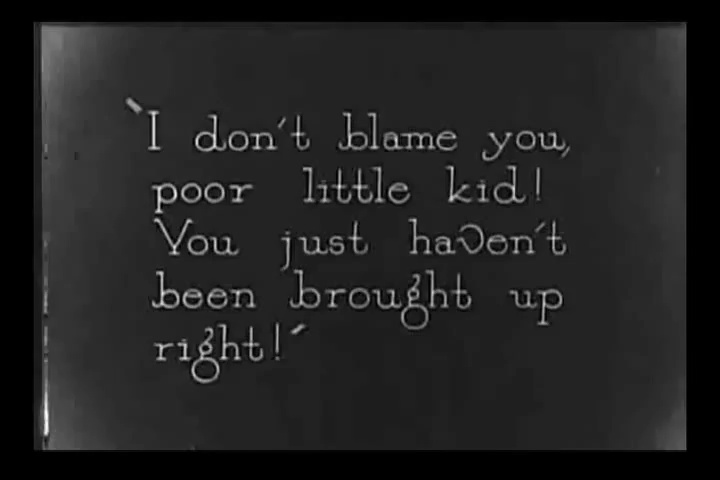 `I don't blame you,
poor little kid!
You just haven't
been brought up
right!´